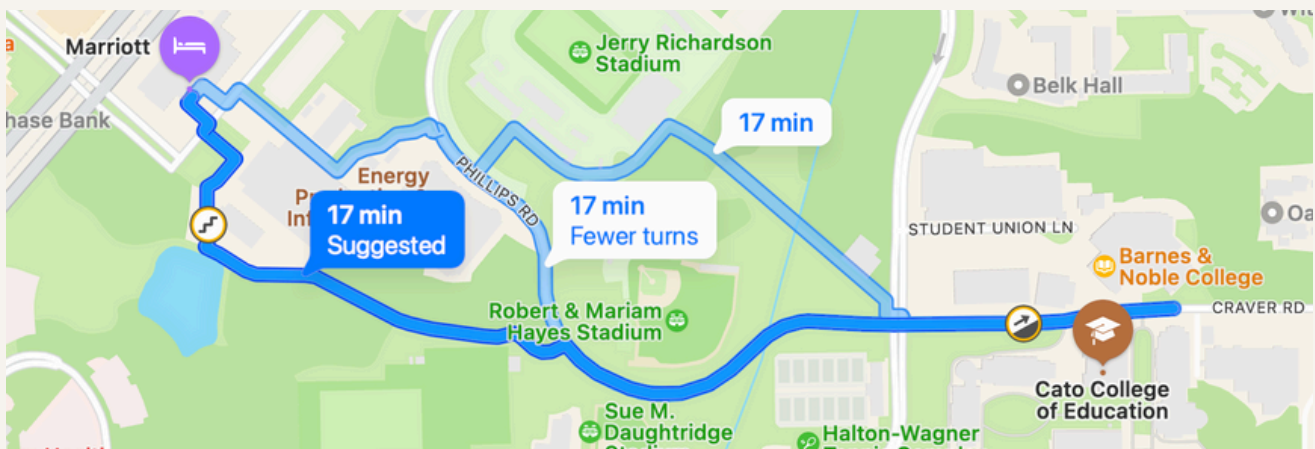 Marriott
hase Bank
Jerry Richardson
Stadium
Belk Hall
17 min
Energy
PHILLIPS RD
17 min
Suggested
17 min
Fewer turns
STUDENT UNION LN
Barnes &
Noble College
CRAVER RD
Robert & Mariam
Hayes Stadium
Cato College
of Education
Sue M.
Daughtridge
Halton-Wagner